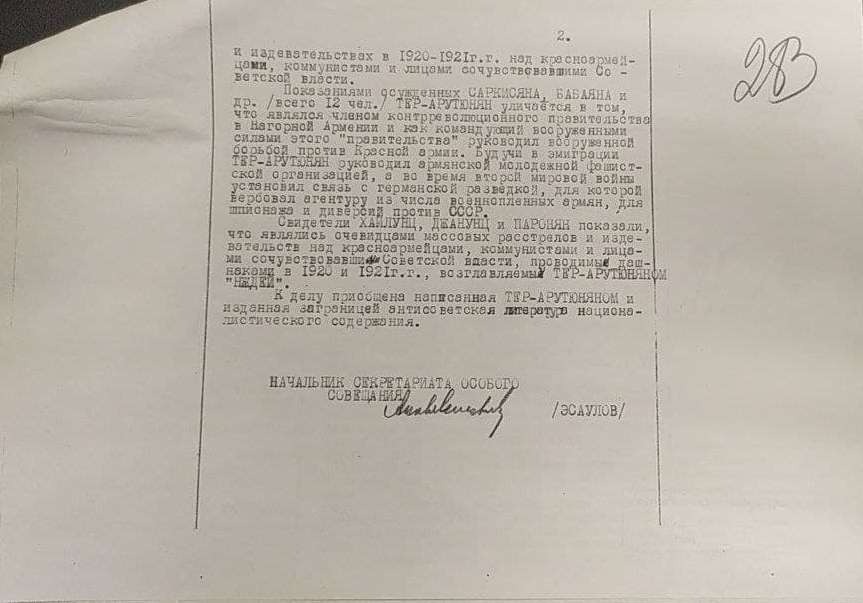 2.
283
и издевательствах в 1920-1921г.г. над красноармей-
цами, коммунистами и лицами сочувствовавшими Со -
ветской власти.
Показаниями осужденных САРКИСЯНА, БАБАЯНА и
др. /всего 12 чел./ ТЕР-АРУТЮНЯН уличается в том,
что являлся членом контрреволюционного правительства
в Нагорной Армении и как командующий вооруженными
силами этого "правительства" руководил вооруженной
борьбой против Красной армии. Будучи в эмиграции
ТЕР-АРУТЮНЯН руководил армянской молодежной фашист-
ской организацией, а во время второй мировой войны
установил связь с германской разведкой, для которой
вербовал агентуру из числа военнопленных армян, для
шпионажа и диверсий против СССР.
Свидетели ХАЙЛУНЦ, ДЖАНУНЦ и ПАРОНЯН показали,
что являлись очевидцами массовых расстрелов и изде-
вательств над красноармейцами, коммунистами и лица-
ми сочувствовавши Советской власти, проводимы даш-
наками в 1920 и 1921г.г., возглавляемы ТЕР-АРУТЮНЯНОМ
"НЖДЕЙ".
К делу приобщена написанная ТЕР-АРУТЮНЯНОМ и
изданная заграницей антисоветская литература национа-
листического содержания.
НАЧАЛЬНИК СЕКРЕТАРИАТА ОСОБОГО
СОВЕЩАНИЯ
/ЭСАУЛОВ/